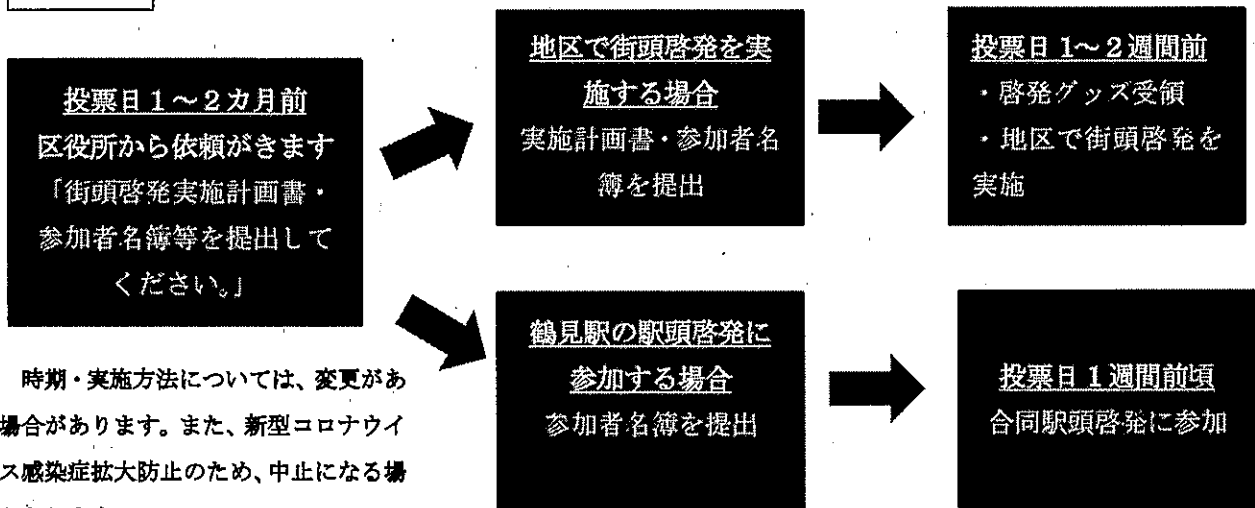 投票日1～2カ月前
区役所から依頼がきます
「街頭啓発実施計画書・
参加者名簿等を提出して
ください。」
地区で街頭啓発を実
施する場合
実施計画書・参加者名
簿を提出
投票日1～2週間前
・啓発グッズ受領
・地区で街頭啓発を
実施
鶴見駅の駅頭啓発に
参加する場合
参加者名簿を提出
投票日1週間前頃
合同駅頭啓発に参加
時期・実施方法については、変更があ
場合があります。また、新型コロナウイ
ス感染症拡大防止のため、中止になる場